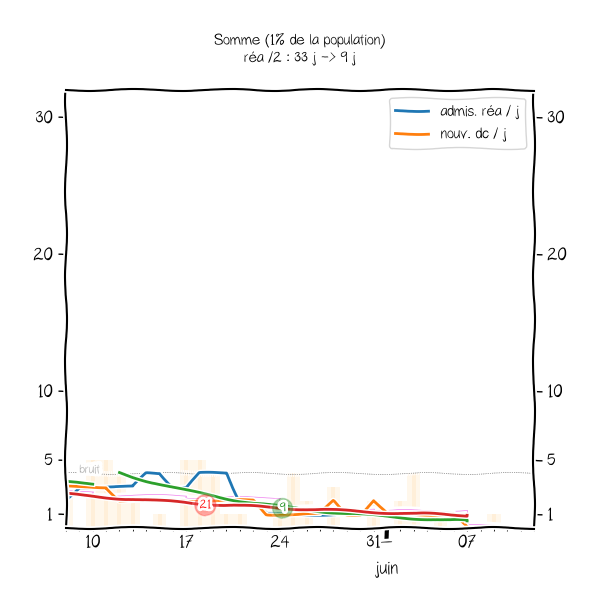 Somme (1% de la population)
réa /2 : 33 j -> 9 j
admis. réa / j
nouv. dc / j
30
30
20
20
10
10
5
5
bruit
21
9
1
1
10
17
24
31
07
juin